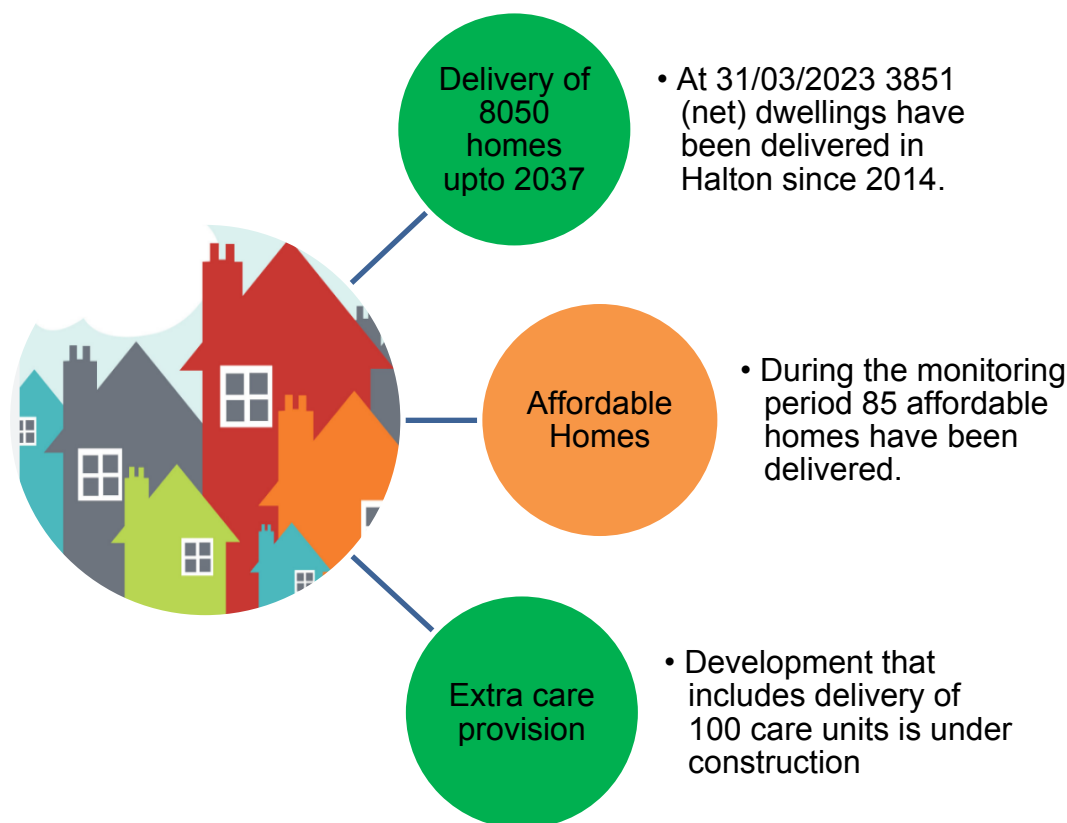 Delivery of
8050
homes
upto 2037
• At 31/03/2023 3851
(net) dwellings have
been delivered in
Halton since 2014.
Affordable
Homes
• During the monitoring
period 85 affordable
homes have been
delivered.
Extra care
provision
• Development that
includes delivery of
100 care units is under
construction